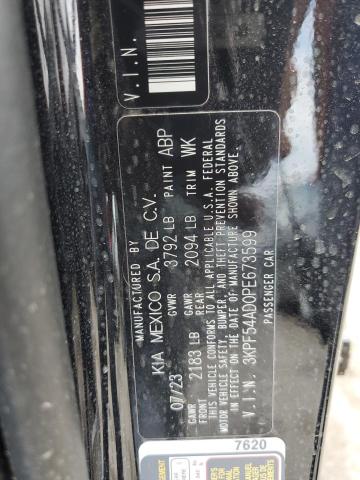 V.I.N.
MANUFACTURED BY
KIA MEXICO S.A. DE C.V.
07/23 GVWR 3792 LB PAINT ABP
GAWR FRONT 2183 LB GAWR REAR 2094 LB TRIM WK
THIS VEHICLE CONFORMS TO ALL APPLICABLE U.S.A. FEDERAL
MOTOR VEHICLE SAFETY, BUMPER, AND THEFT PREVENTION STANDARDS
IN EFFECT ON THE DATE OF MANUFACTURE SHOWN ABOVE.
V.I.N. 3KPF54AD0PE673599
PASSENGER CAR
7620